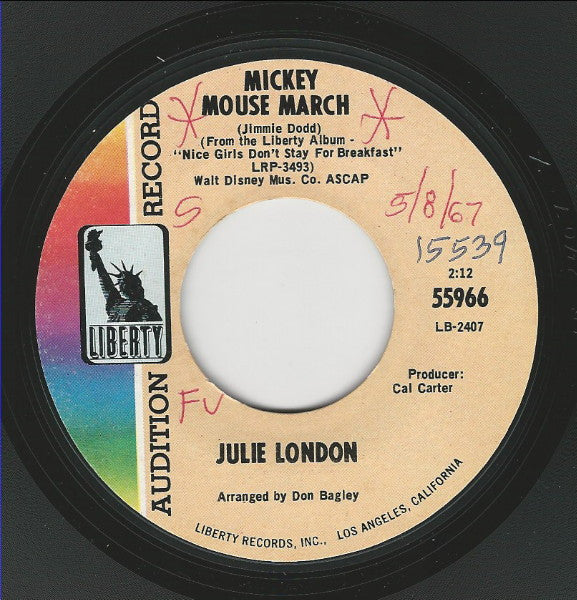 MICKEY
MOUSE MARCH
(Jimmie Dodd)
(From the Liberty Album -
"Nice Girls Don't Stay For Breakfast"
LRP-3493)
Walt Disney Mus. Co. ASCAP
S
5/8/67
15539
2:12
55966
LB-2407
LIBERTY
AUDITION RECORD
Producer:
Cal Carter
FU
JULIE LONDON
Arranged by Don Bagley
LIBERTY RECORDS, INC., LOS ANGELES, CALIFORNIA